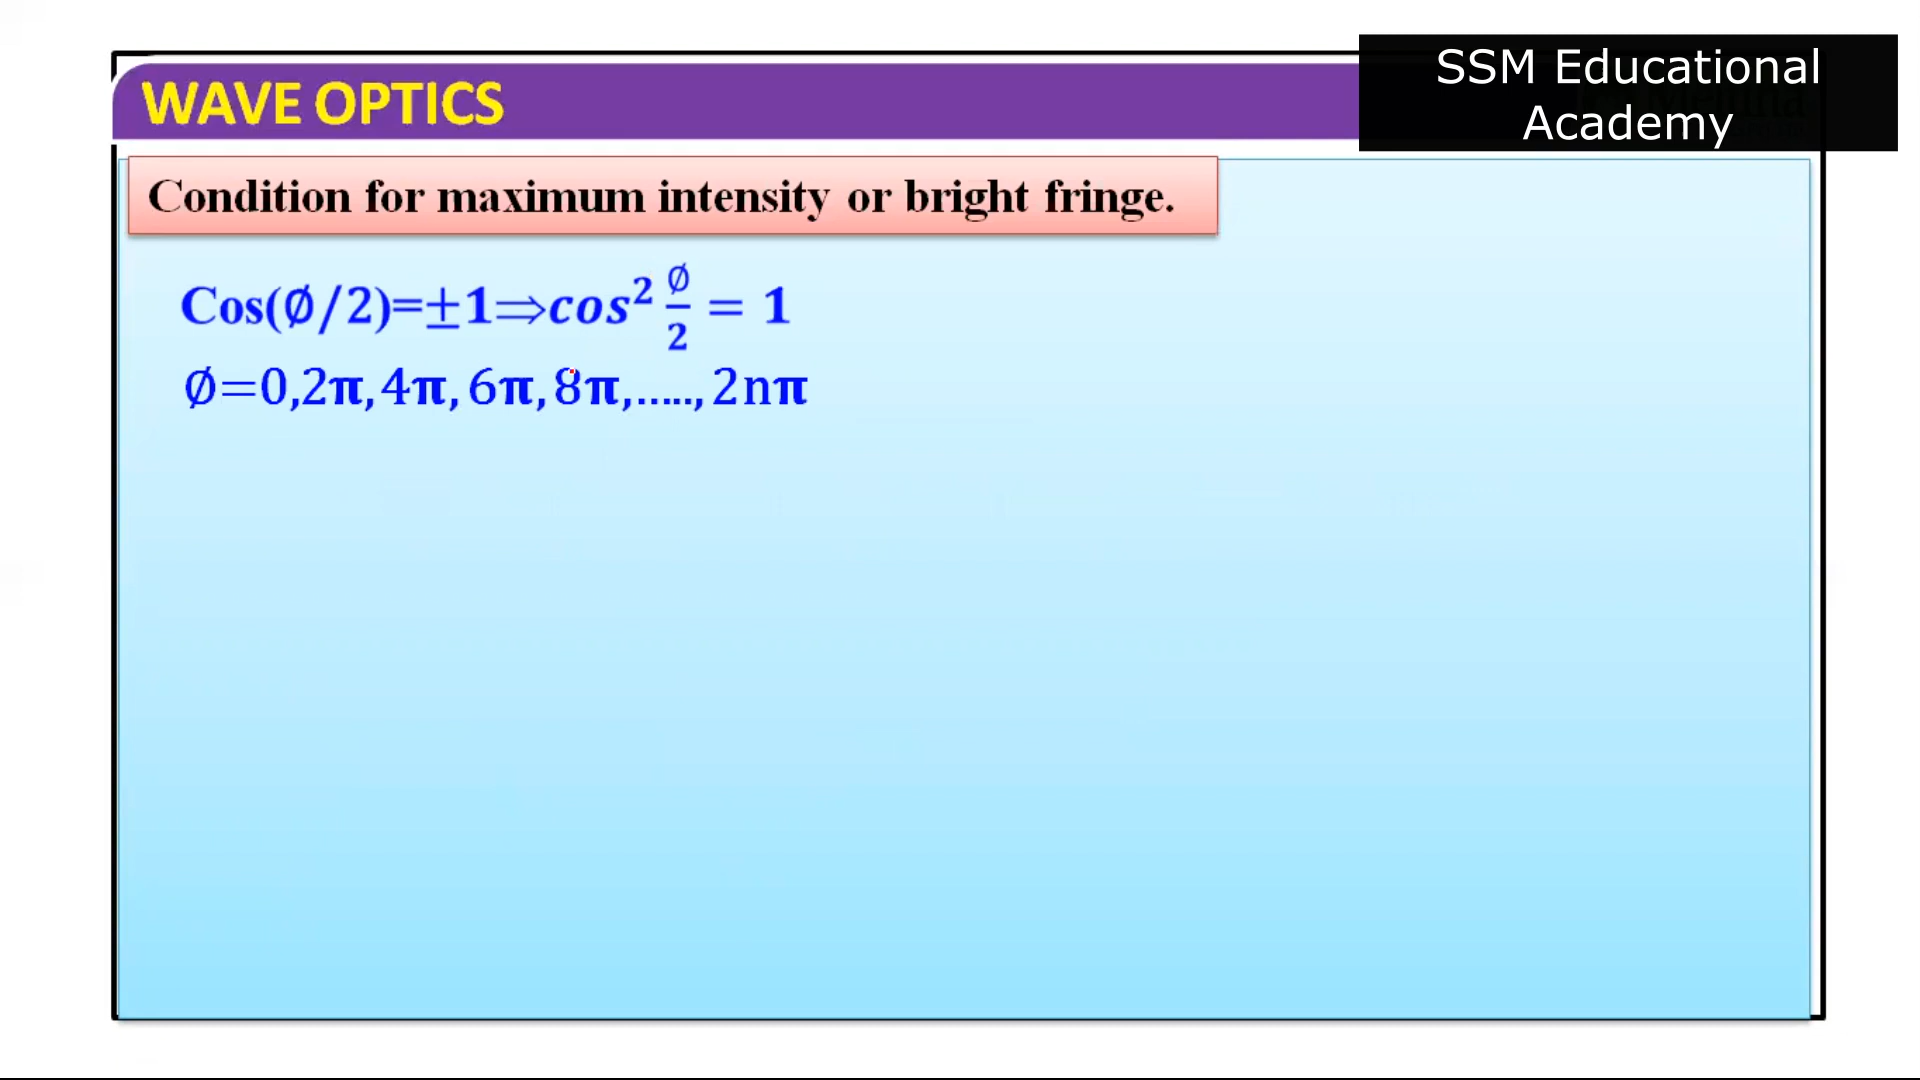 WAVE OPTICS
SSM Educational
Academy
Condition for maximum intensity or bright fringe.
Cos(∅/2)=±1⇒cos² ∅/2 = 1
∅=0,2π,4π, 6π, 8π,....., 2nπ